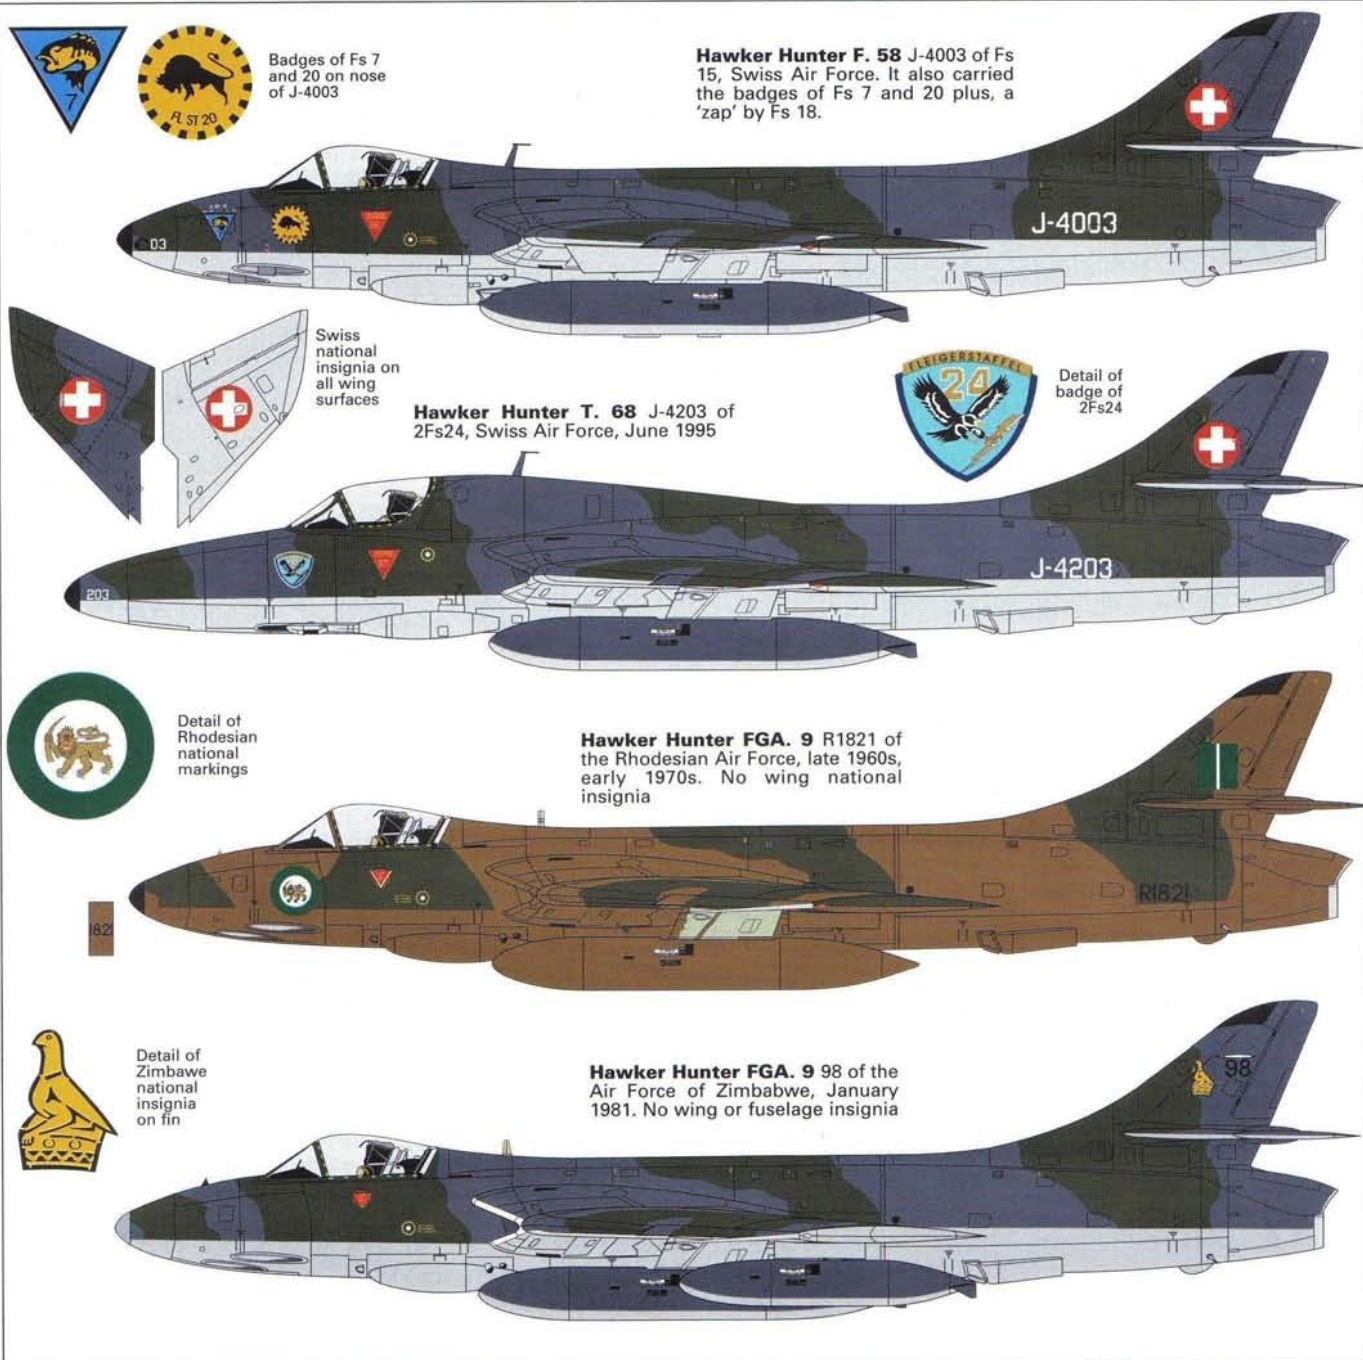 7
FL ST 20
Badges of Fs 7
and 20 on nose
of J-4003
Hawker Hunter F. 58 J-4003 of Fs
15, Swiss Air Force. It also carried
the badges of Fs 7 and 20 plus, a
'zap' by Fs 18.
03
J-4003
Swiss
national
insignia on
all wing
surfaces
Hawker Hunter T. 68 J-4203 of
2Fs24, Swiss Air Force, June 1995
FLEIGERSTAFFEL
24
Detail of
badge of
2Fs24
203
J-4203
Detail of
Rhodesian
national
markings
Hawker Hunter FGA. 9 R1821 of
the Rhodesian Air Force, late 1960s,
early 1970s. No wing national
insignia
1821
R1821
Detail of
Zimbawe
national
insignia
on fin
Hawker Hunter FGA. 9 98 of the
Air Force of Zimbabwe, January
1981. No wing or fuselage insignia
98